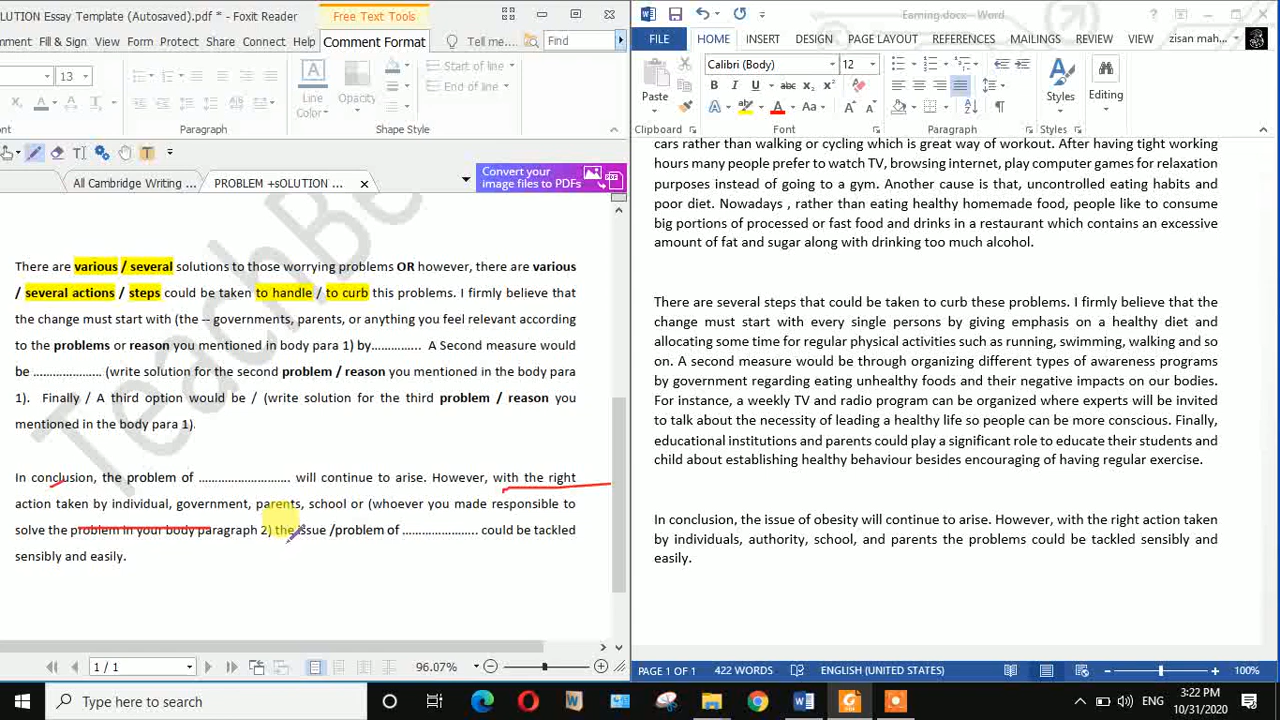 OLUTION Essay Template (Autosaved).pdf * - Foxit Reader
Free Text Tools
omment Fill & Sign View Form Protect Share Connect Help Comment Format Tell me... Find
13
Line Color
Opacity
Start of line
End of line
ont Paragraph Shape Style
All Cambridge Writing ...
PROBLEM +sOLUTION ...
Convert your
image files to PDFs
TeachBe
There are various / several solutions to those worrying problems OR however, there are various
/ several actions / steps could be taken to handle / to curb this problems. I firmly believe that
the change must start with (the -- governments, parents, or anything you feel relevant according
to the problems or reason you mentioned in body para 1) by.............. A Second measure would
be ..................... (write solution for the second problem / reason you mentioned in the body para
1). Finally / A third option would be / (write solution for the third problem / reason you
mentioned in the body para 1).
In conclusion, the problem of ............................ will continue to arise. However, with the right
action taken by individual, government, parents, school or (whoever you made responsible to
solve the problem in your body paragraph 2) the issue /problem of ....................... could be tackled
sensibly and easily.
1 / 1
96.07%
Earning.docx - Word
FILE HOME INSERT DESIGN PAGE LAYOUT REFERENCES MAILINGS REVIEW VIEW zisan mah...
Calibri (Body) 12
Paste
Styles
Editing
Clipboard Font Paragraph Styles
cars rather than walking or cycling which is great way of workout. After having tight working
hours many people prefer to watch TV, browsing internet, play computer games for relaxation
purposes instead of going to a gym. Another cause is that, uncontrolled eating habits and
poor diet. Nowadays , rather than eating healthy homemade food, people like to consume
big portions of processed or fast food and drinks in a restaurant which contains an excessive
amount of fat and sugar along with drinking too much alcohol.
There are several steps that could be taken to curb these problems. I firmly believe that the
change must start with every single persons by giving emphasis on a healthy diet and
allocating some time for regular physical activities such as running, swimming, walking and so
on. A second measure would be through organizing different types of awareness programs
by government regarding eating unhealthy foods and their negative impacts on our bodies.
For instance, a weekly TV and radio program can be organized where experts will be invited
to talk about the necessity of leading a healthy life so people can be more conscious. Finally,
educational institutions and parents could play a significant role to educate their students and
child about establishing healthy behaviour besides encouraging of having regular exercise.
In conclusion, the issue of obesity will continue to arise. However, with the right action taken
by individuals, authority, school, and parents the problems could be tackled sensibly and
easily.
PAGE 1 OF 1 422 WORDS ENGLISH (UNITED STATES) 100%
Type here to search
ENG
3:22 PM
10/31/2020